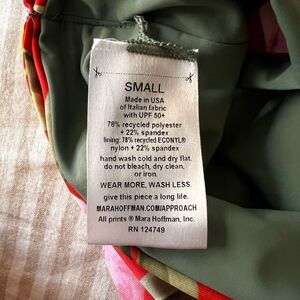 SMALL
Made in USA
of Italian fabric
with UPF 50+
78% recycled polyester
+ 22% spandex
lining: 78% recycled ECONYL®
nylon + 22% spandex
hand wash cold and dry flat.
do not bleach, dry clean,
or iron.
WEAR MORE, WASH LESS.
give this piece a long life.
MARAHOFFMAN.COM/APPROACH
All prints ® Mara Hoffman, Inc.
RN 124749